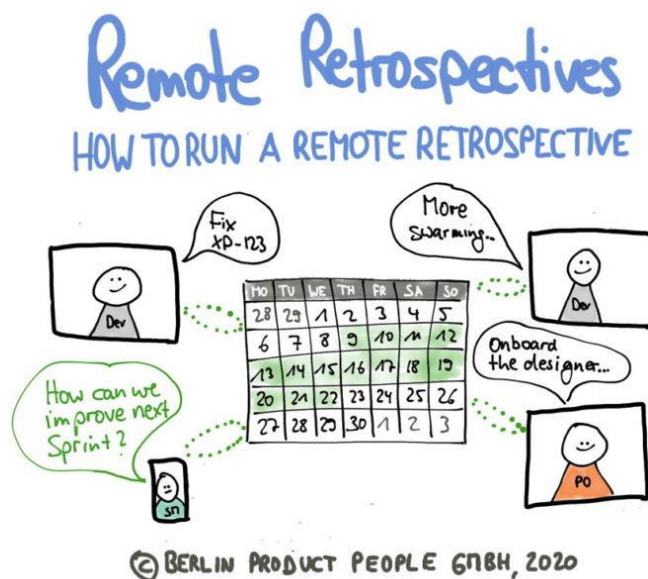 Remote Retrospectives
HOW TO RUN A REMOTE RETROSPECTIVE
Fix
XP-123
Dev
More
swarming...
Dev
MO TU WE TH FR SA SO
28 29 1 2 3 4 5
6 7 8 9 10 11 12
13 14 15 16 17 18 19
20 21 22 23 24 25 26
27 28 29 30 1 2 3
How can we
improve next
Sprint?
SM
Onboard
the designer...
PO
© BERLIN PRODUCT PEOPLE GMBH, 2020